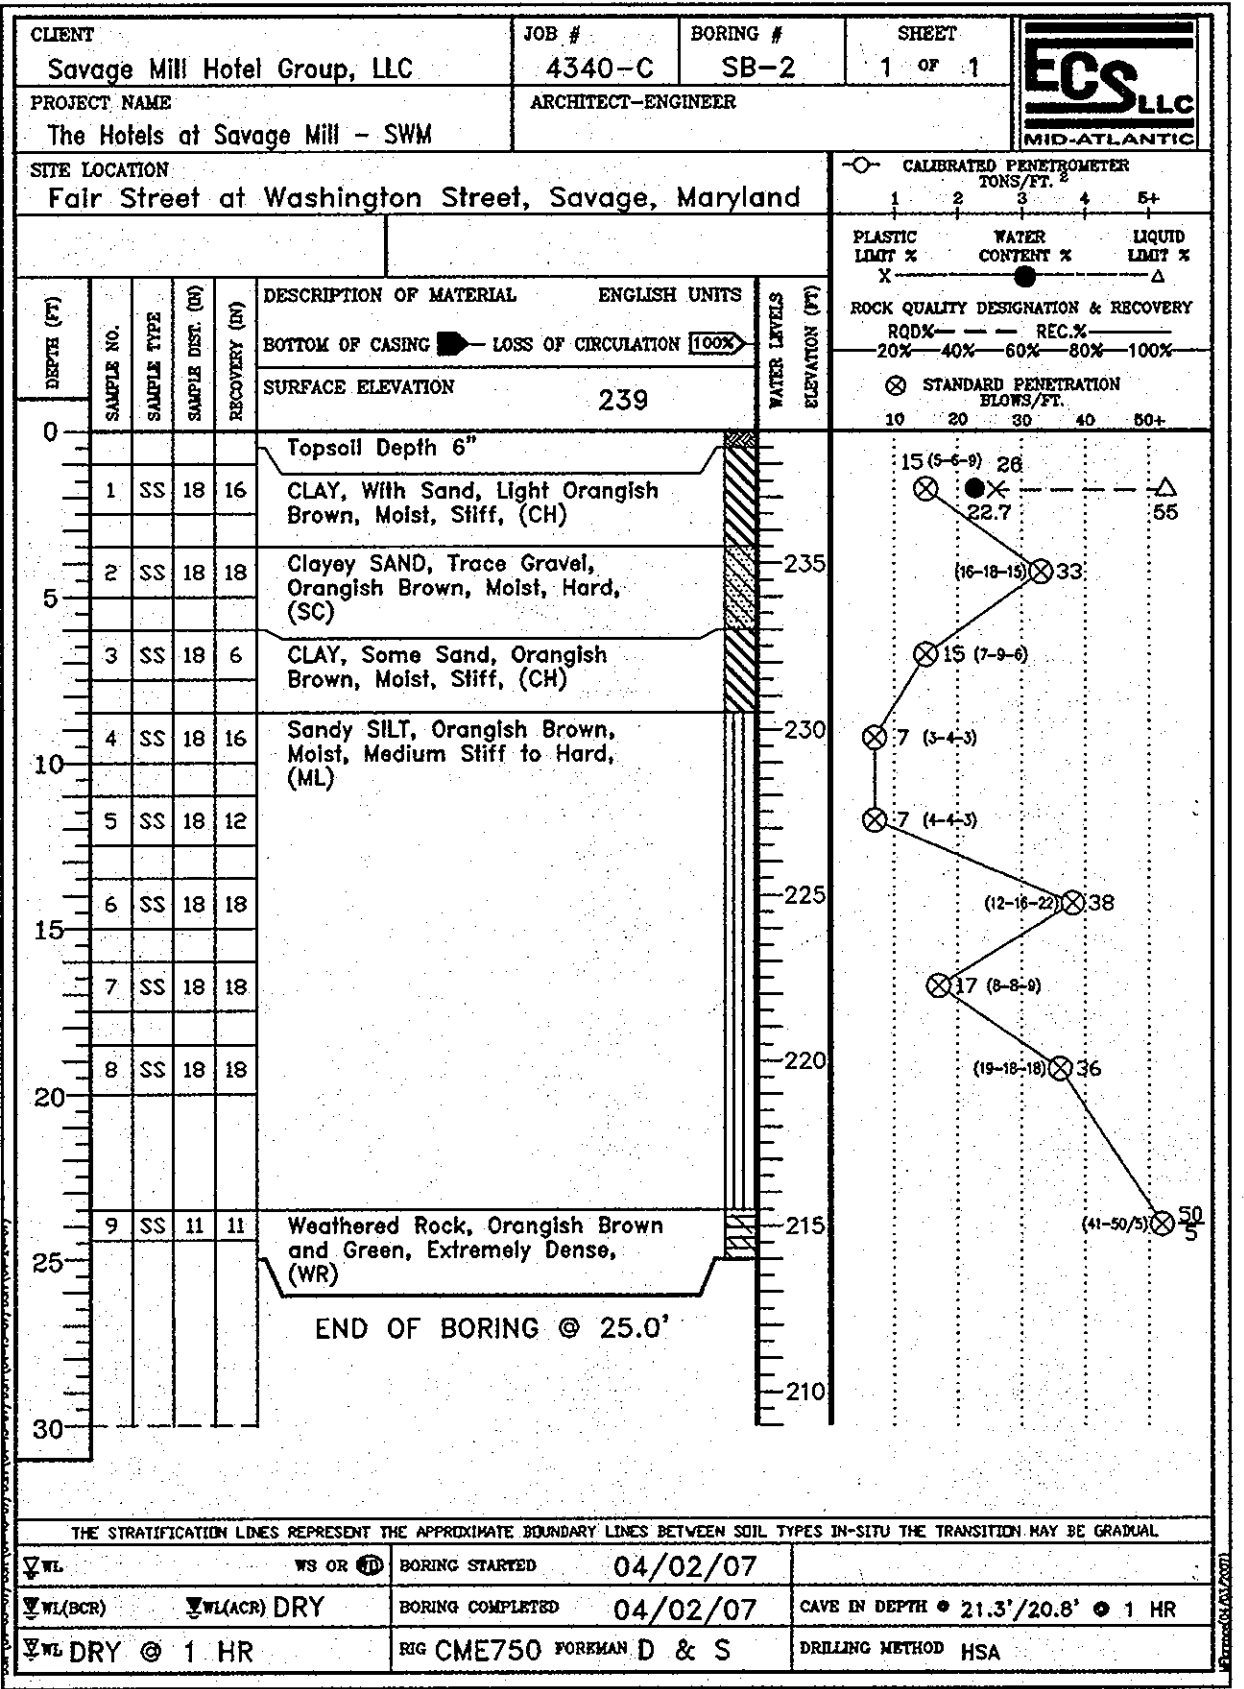 CLIENT
Savage Mill Hotel Group, LLC
JOB #
4340-C
BORING #
SB-2
SHEET
1 OF 1
ECS LLC
MID-ATLANTIC
PROJECT NAME
The Hotels at Savage Mill - SWM
ARCHITECT-ENGINEER
SITE LOCATION
Fair Street at Washington Street, Savage, Maryland
CALIBRATED PENETROMETER
TONS/FT. 2
1 2 3 4 5+
PLASTIC LIMIT % WATER CONTENT % LIQUID LIMIT %
X Δ
ROCK QUALITY DESIGNATION & RECOVERY
RQD% REC.%
20% 40% 60% 80% 100%
STANDARD PENETRATION
BLOWS/FT.
10 20 30 40 50+
DEPTH (FT)
SAMPLE NO.
SAMPLE TYPE
SAMPLE DIST. (IN)
RECOVERY (IN)
DESCRIPTION OF MATERIAL ENGLISH UNITS
BOTTOM OF CASING LOSS OF CIRCULATION 100%
SURFACE ELEVATION 239
WATER LEVELS
ELEVATION (FT)
0
Topsoil Depth 6"
15 (5-6-9) 26
1 SS 18 16 CLAY, With Sand, Light Orangish
Brown, Moist, Stiff, (CH)
22.7 55
2 SS 18 18 Clayey SAND, Trace Gravel,
Orangish Brown, Moist, Hard,
(SC)
235
(16-18-15) 33
5
3 SS 18 6 CLAY, Some Sand, Orangish
Brown, Moist, Stiff, (CH)
15 (7-9-6)
4 SS 18 16 Sandy SILT, Orangish Brown,
Moist, Medium Stiff to Hard,
(ML)
230
7 (3-4-3)
10
5 SS 18 12
7 (4-4-3)
6 SS 18 18
225
(12-16-22) 38
15
7 SS 18 18
17 (8-8-9)
8 SS 18 18
220
(19-18-18) 36
20
9 SS 11 11 Weathered Rock, Orangish Brown
and Green, Extremely Dense,
(WR)
215
(41-50/5) 50
5
25
END OF BORING @ 25.0'
210
30
THE STRATIFICATION LINES REPRESENT THE APPROXIMATE BOUNDARY LINES BETWEEN SOIL TYPES IN-SITU THE TRANSITION MAY BE GRADUAL
WL WS OR WD
BORING STARTED 04/02/07
WL(BCR) WL(ACR) DRY
BORING COMPLETED 04/02/07
CAVE IN DEPTH @ 21.3'/20.8' @ 1 HR
WL DRY @ 1 HR
RIG CME750 FOREMAN D & S
DRILLING METHOD HSA